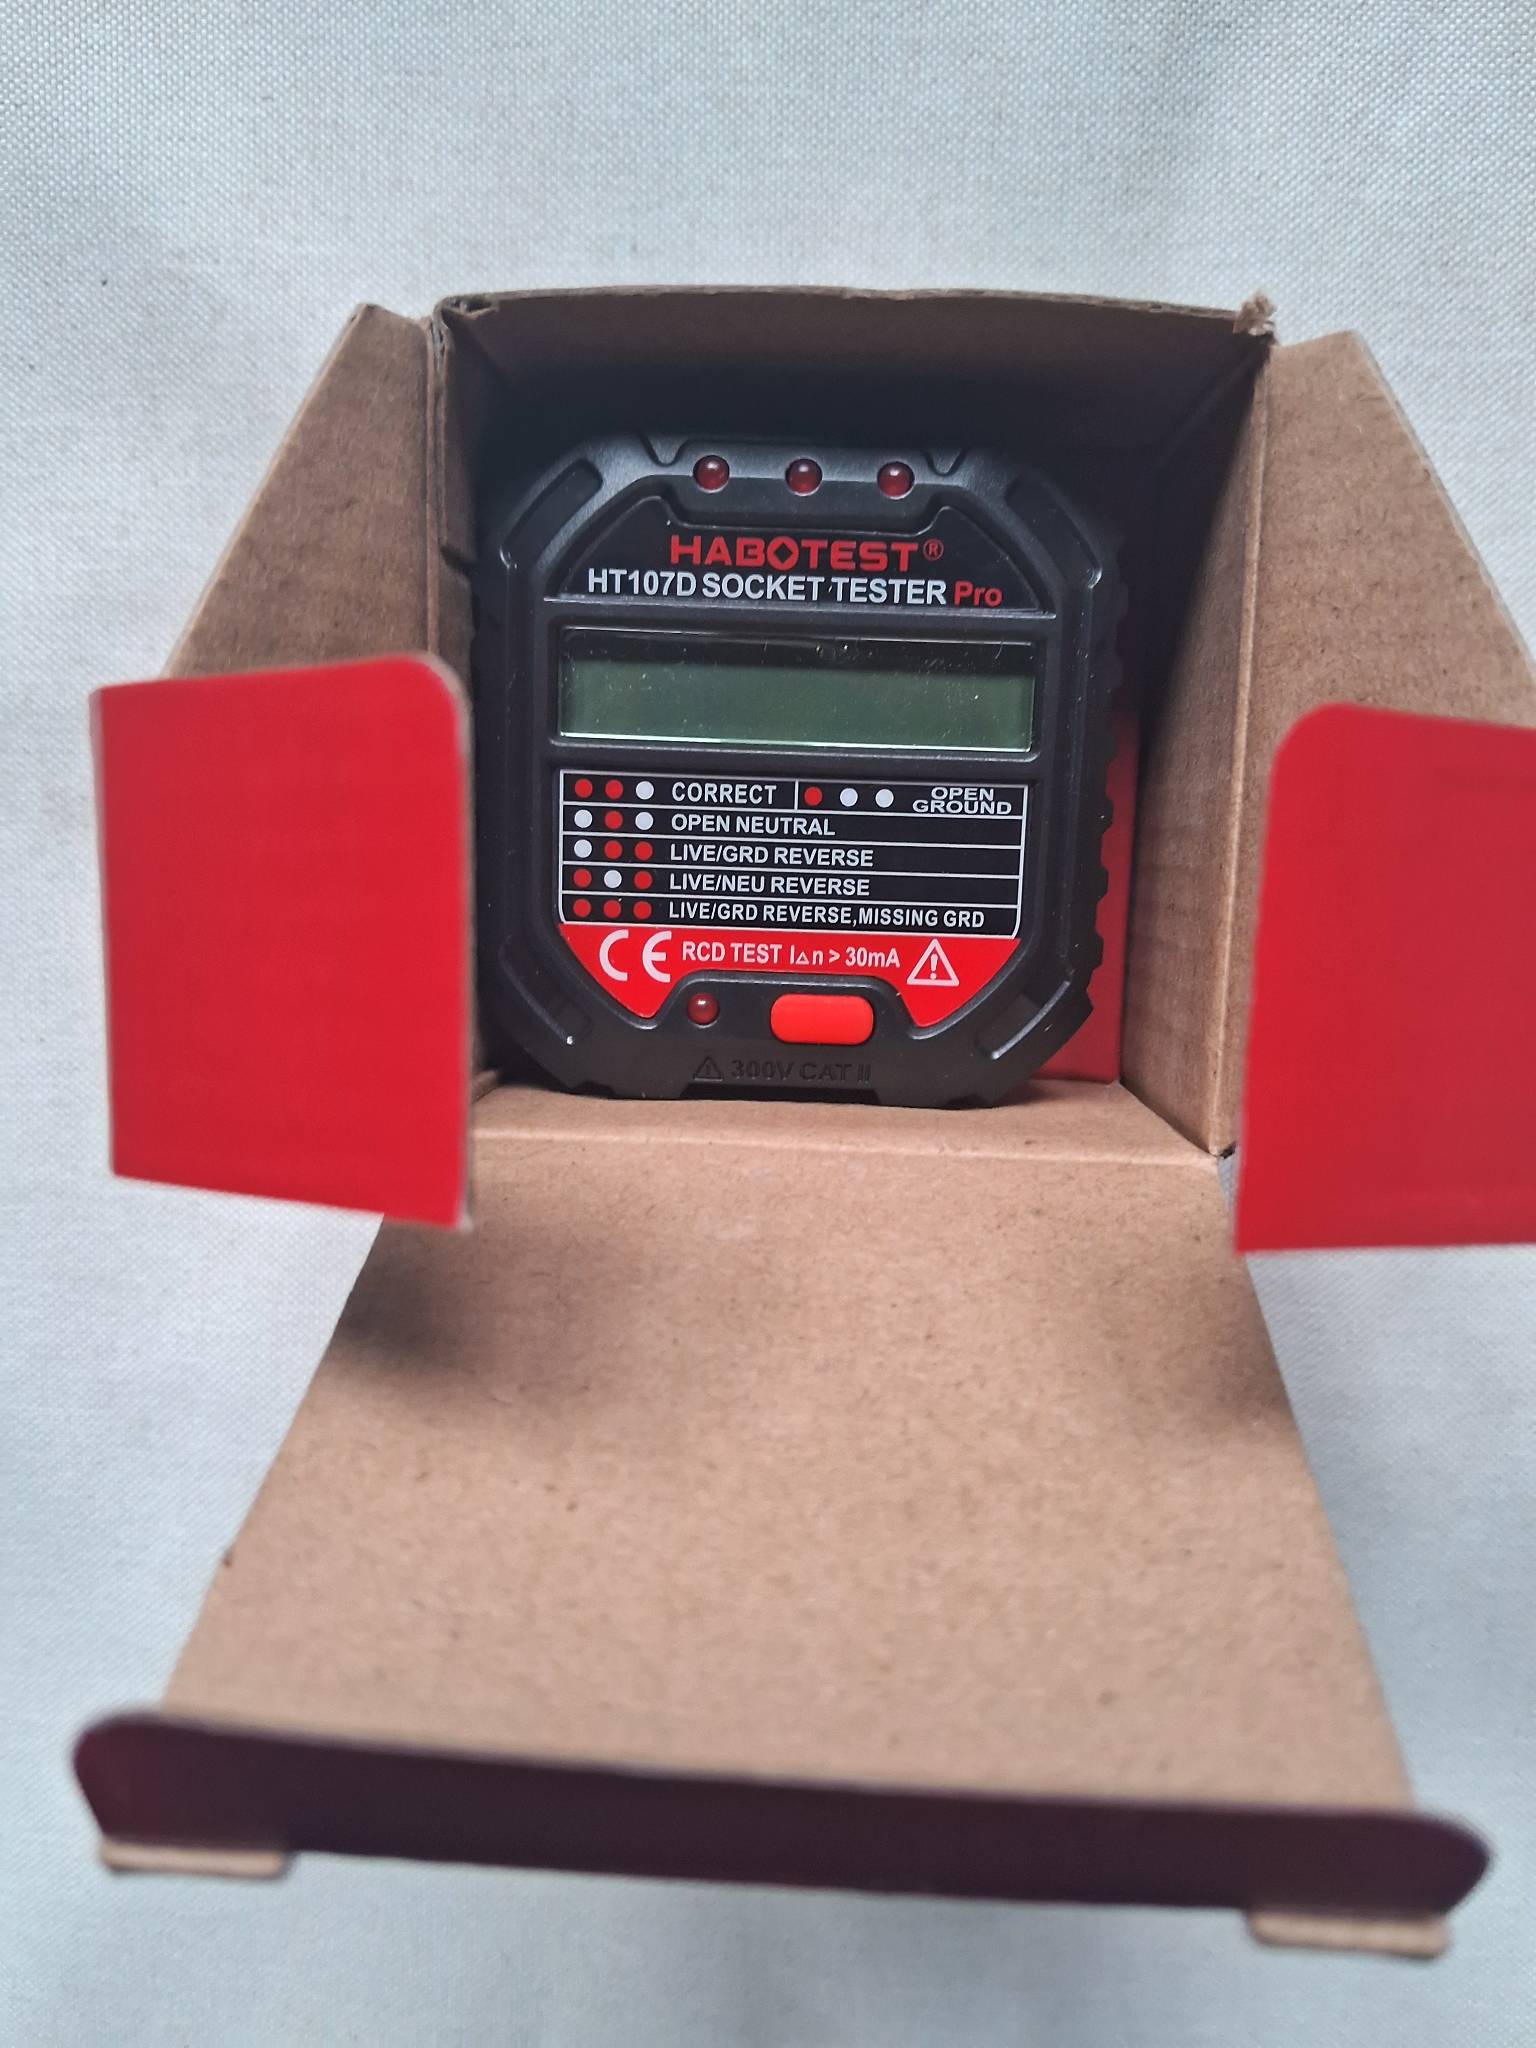 HABOTEST®
HT107D SOCKET TESTER Pro
CORRECT
OPEN
GROUND
OPEN NEUTRAL
LIVE/GRD REVERSE
LIVE/NEU REVERSE
LIVE/GRD REVERSE,MISSING GRD
CE RCD TEST I△n > 30mA
300V CAT II